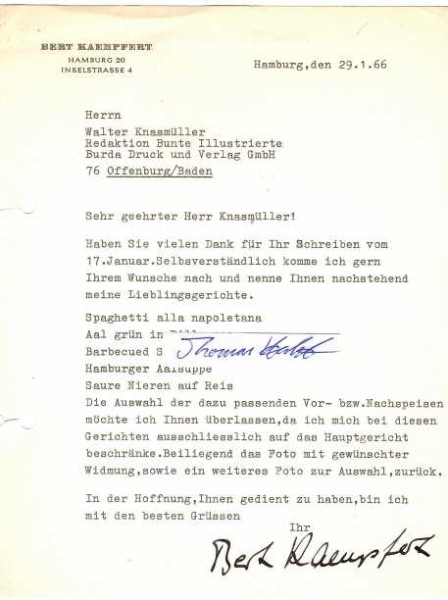 BERT KAEMPFERT
HAMBURG 20
INSELSTRASSE 4
Hamburg,den 29.1.66
Herrn
Walter Knasmüller
Redaktion Bunte Illustrierte
Burda Druck und Verlag GmbH
76 Offenburg/Baden
Sehr geehrter Herr Knasmüller!
Haben Sie vielen Dank für Ihr Schreiben vom
17.Januar.Selbsverständlich komme ich gern
Ihrem Wunsche nach und nenne Ihnen nachstehend
meine Lieblingsgerichte.
Spaghetti alla napoletana
Aal grün in
Barbecued S
Thomas
Hamburger Aalsuppe
Saure Nieren auf Reis
Die Auswahl der dazu passenden Vor- bzw.Nachspeisen
möchte ich Ihnen überlassen,da ich mich bei diesen
Gerichten ausschliesslich auf das Hauptgericht
beschränke.Beiliegend das Foto mit gewünschter
Widmung,sowie ein weiteres Foto zur Auswahl,zurück.
In der Hoffnung,Ihnen gedient zu haben,bin ich
mit den besten Grüssen
Ihr
Bert Kaempfert